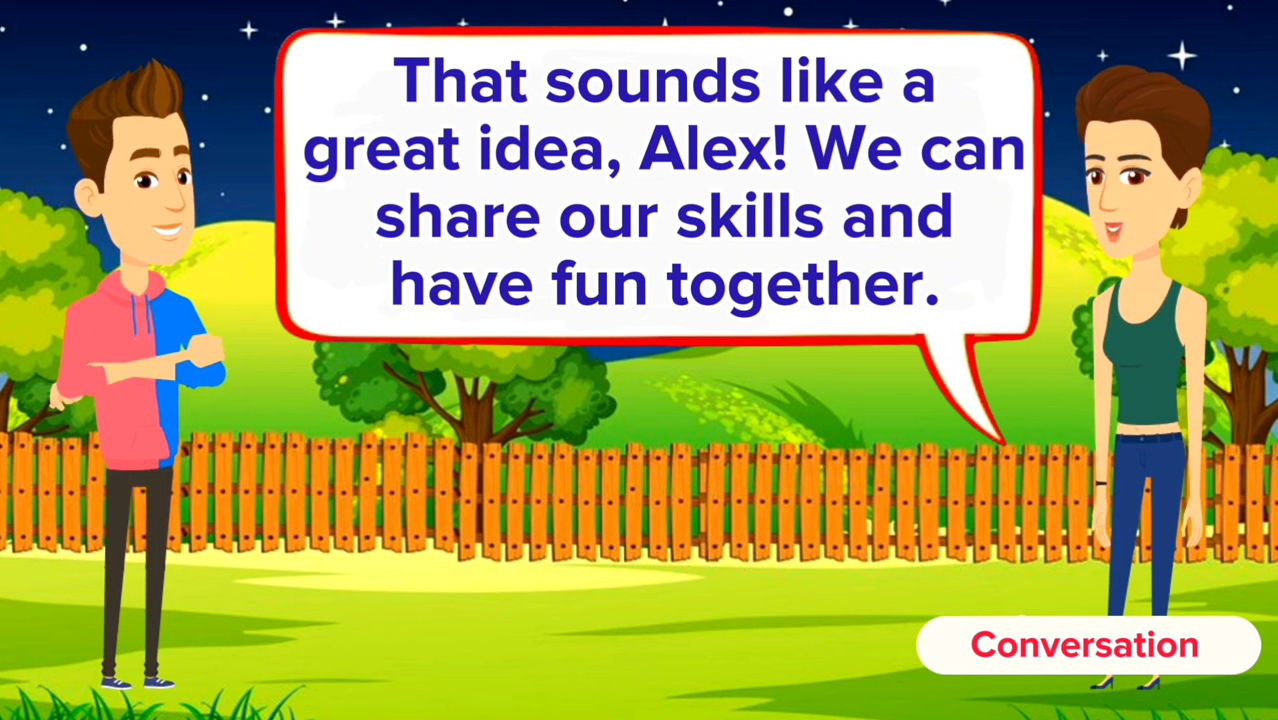 That sounds like a
great idea, Alex! We can
share our skills and
have fun together.
Conversation